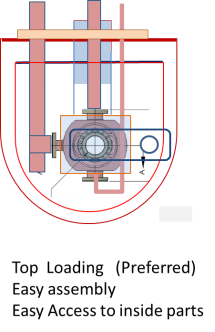 A
Top Loading (Preferred)
Easy assembly
Easy Access to inside parts